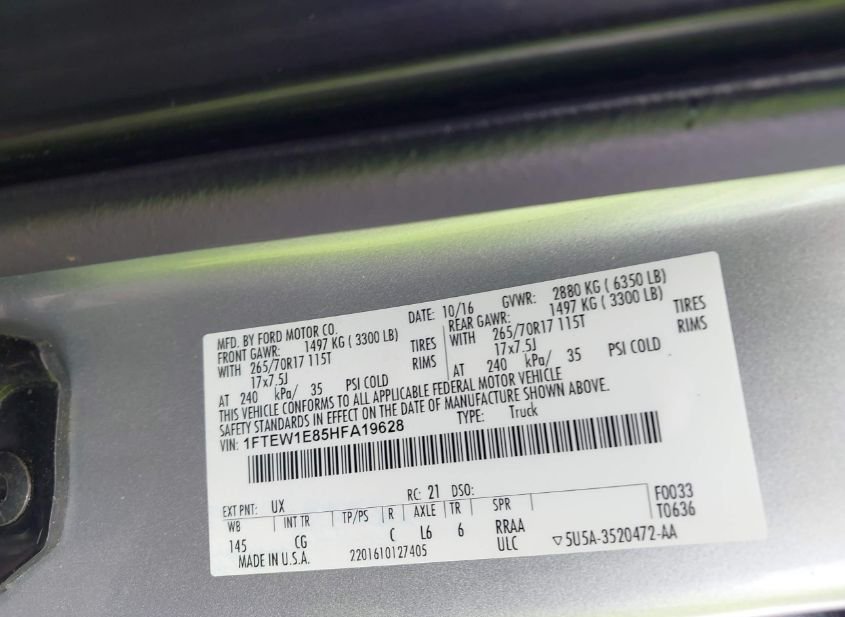 MFD. BY FORD MOTOR CO. DATE: 10/16 GVWR: 2880 KG ( 6350 LB)
FRONT GAWR: 1497 KG ( 3300 LB) REAR GAWR: 1497 KG ( 3300 LB)
WITH 265/70R17 115T TIRES WITH 265/70R17 115T TIRES
17x7.5J RIMS 17x7.5J RIMS
AT 240 kPa/ 35 PSI COLD AT 240 kPa/ 35 PSI COLD
THIS VEHICLE CONFORMS TO ALL APPLICABLE FEDERAL MOTOR VEHICLE
SAFETY STANDARDS IN EFFECT ON THE DATE OF MANUFACTURE SHOWN ABOVE.
VIN: 1FTEW1E85HFA19628 TYPE: Truck
EXT PNT: UX RC: 21 DSO: F0033
WB INT TR TP/PS R AXLE TR SPR T0636
145 CG C L6 6 RRAA
MADE IN U.S.A. 2201610127405 ULC ▽5U5A-3520472-AA